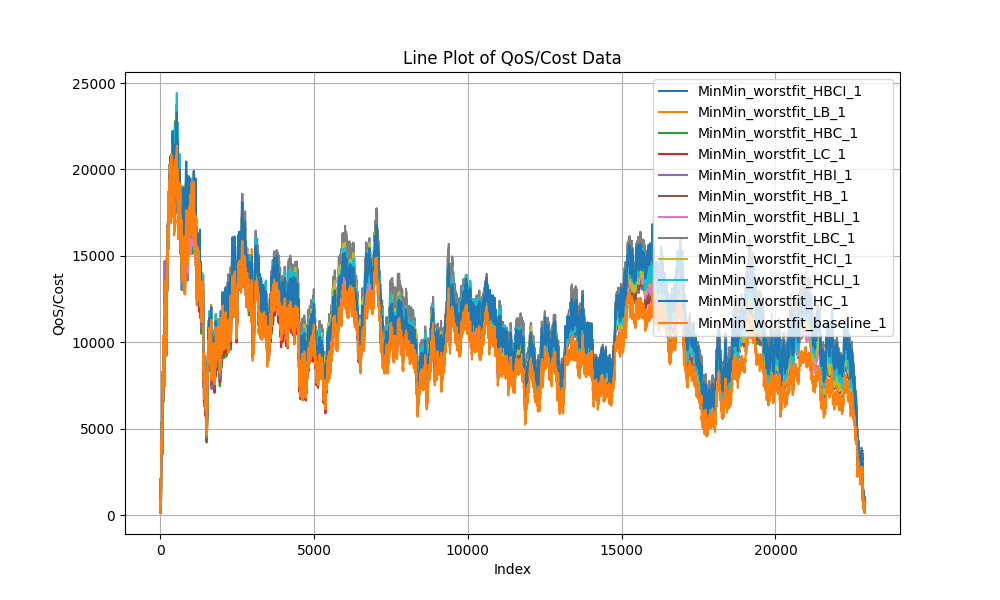 Line Plot of QoS/Cost Data
25000
20000
15000
10000
5000
0
QoS/Cost
MinMin_worstfit_HBCI_1
MinMin_worstfit_LB_1
MinMin_worstfit_HBC_1
MinMin_worstfit_LC_1
MinMin_worstfit_HBI_1
MinMin_worstfit_HB_1
MinMin_worstfit_HBLI_1
MinMin_worstfit_LBC_1
MinMin_worstfit_HCI_1
MinMin_worstfit_HCLI_1
MinMin_worstfit_HC_1
MinMin_worstfit_baseline_1
0 5000 10000 15000 20000
Index